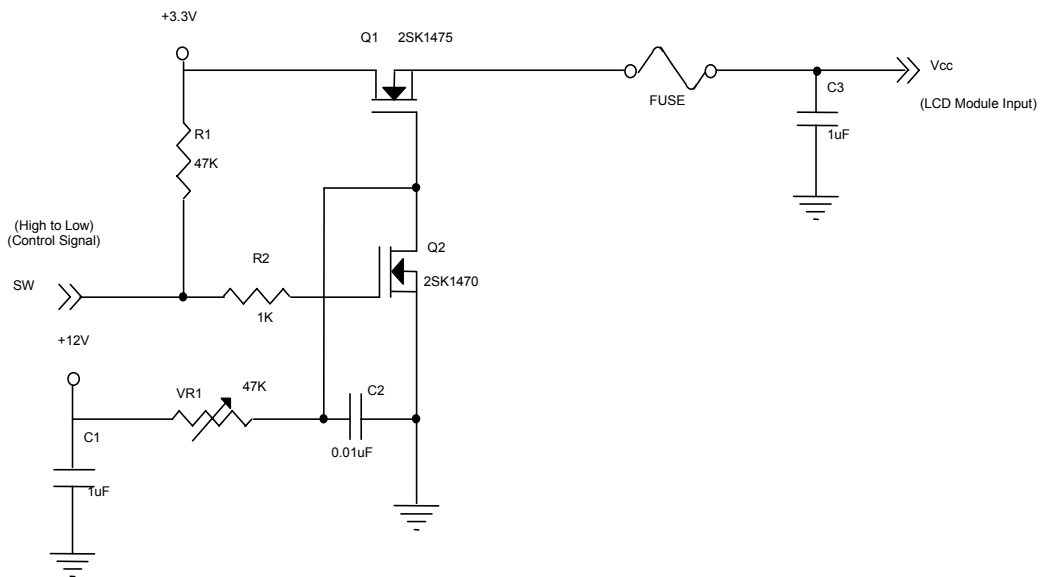 +3.3V
Q1 2SK1475
Vcc
FUSE
C3
(LCD Module Input)
1uF
R1
47K
(High to Low)
(Control Signal)
SW
R2
1K
Q2
2SK1470
+12V
VR1
47K
C2
0.01uF
C1
1uF